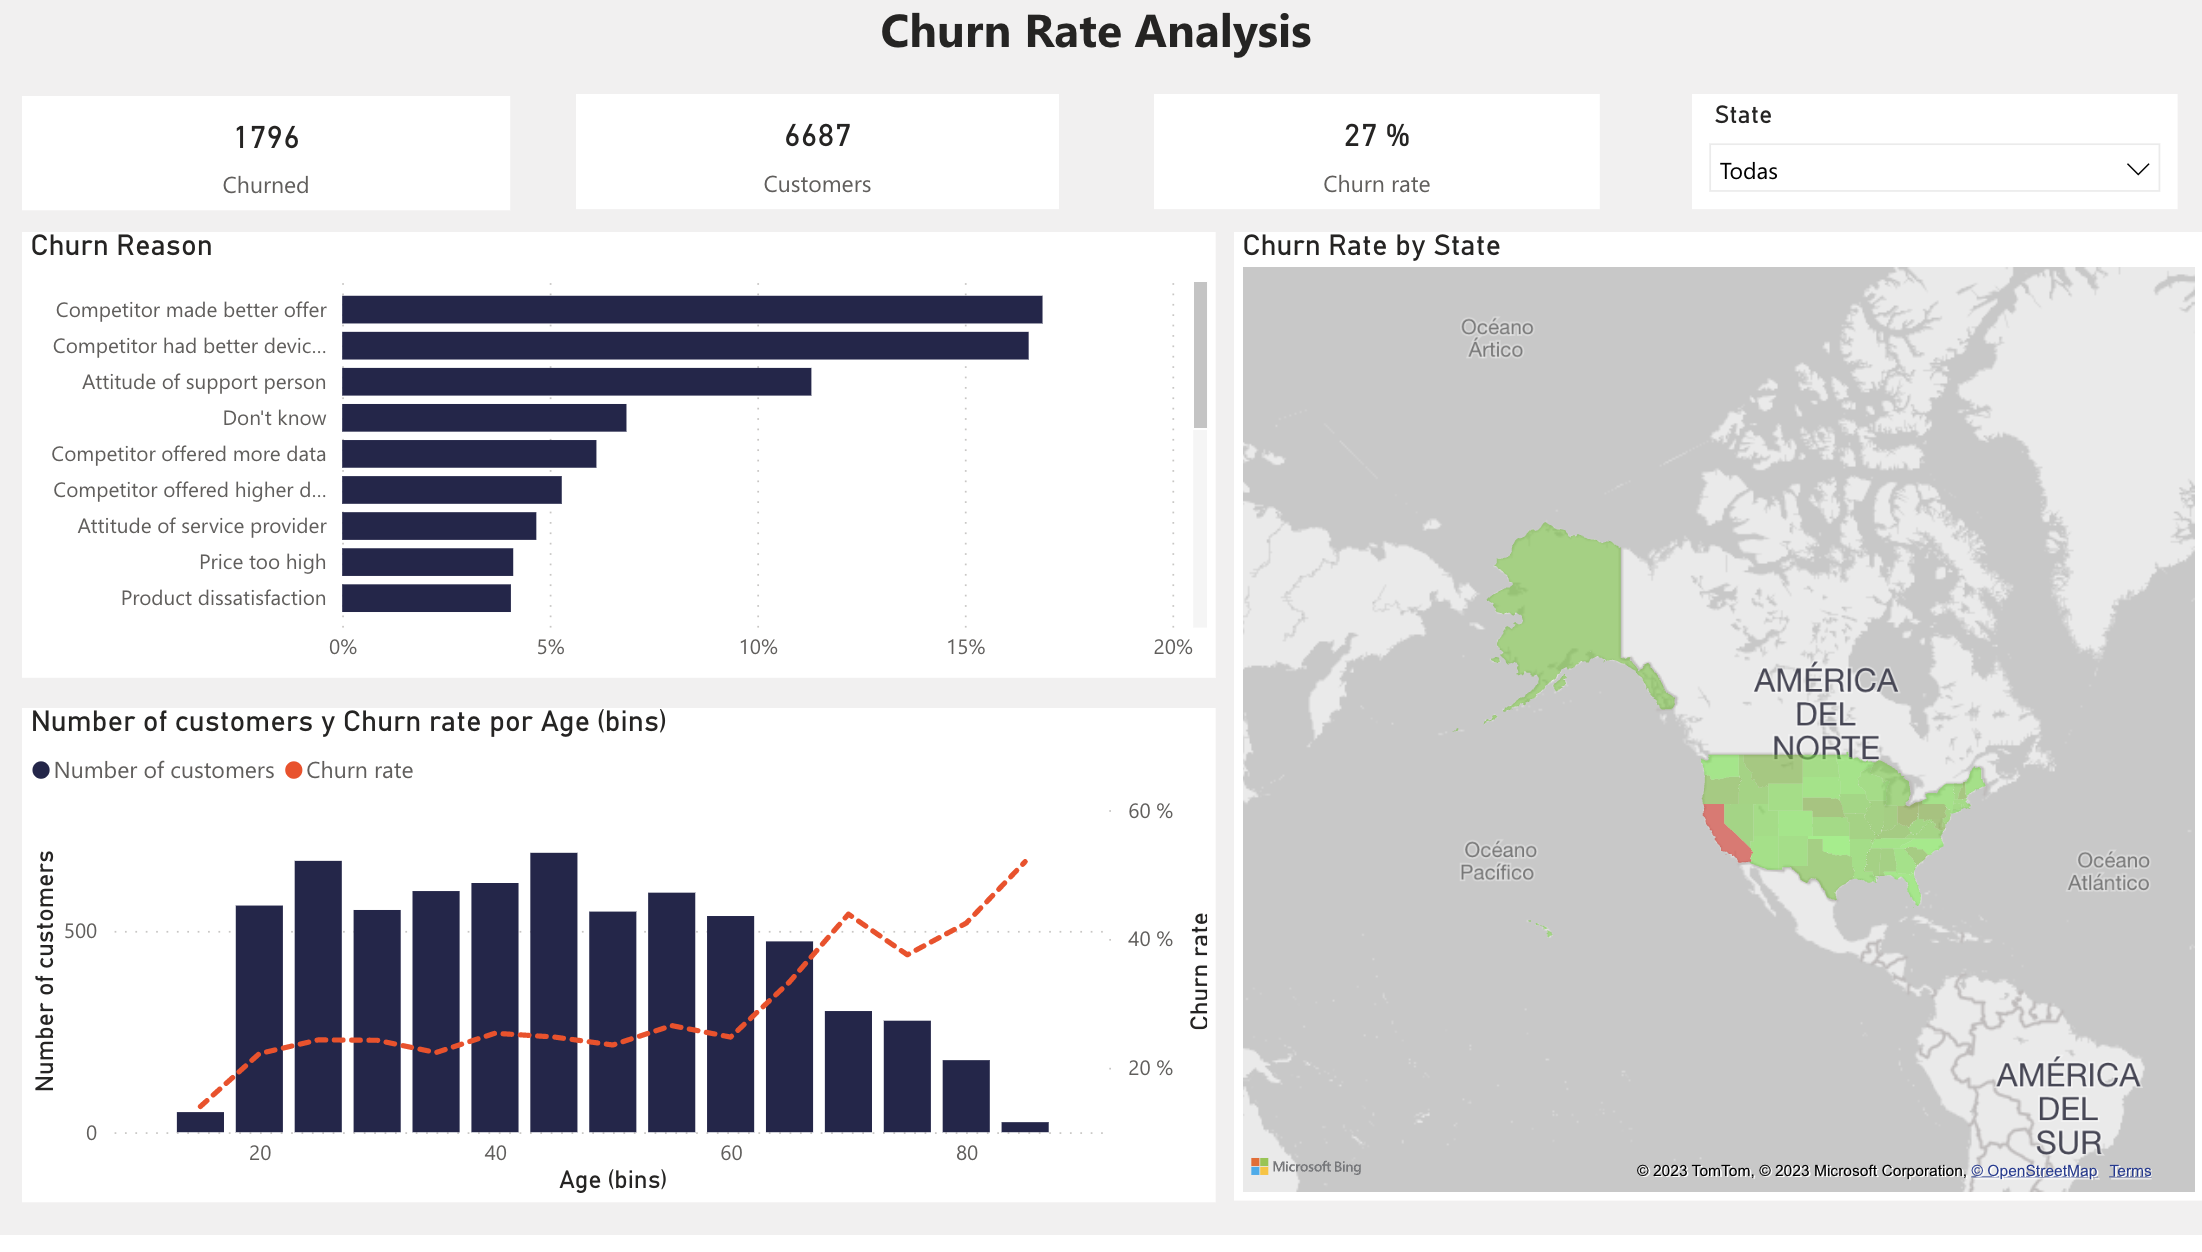 Churn Rate Analysis
1796
Churned
6687
Customers
27 %
Churn rate
State
Todas
Churn Reason
Competitor made better offer
Competitor had better devic...
Attitude of support person
Don't know
Competitor offered more data
Competitor offered higher d...
Attitude of service provider
Price too high
Product dissatisfaction
0% 5% 10% 15% 20%
Number of customers y Churn rate por Age (bins)
Number of customers Churn rate
Number of customers
500
0
60 %
40 %
20 %
Churn rate
20 40 60 80
Age (bins)
Churn Rate by State
Océano
Ártico
AMÉRICA
DEL
NORTE
Océano
Pacífico
Océano
Atlántico
AMÉRICA
DEL
SUR
Microsoft Bing
© 2023 TomTom, © 2023 Microsoft Corporation, © OpenStreetMap Terms